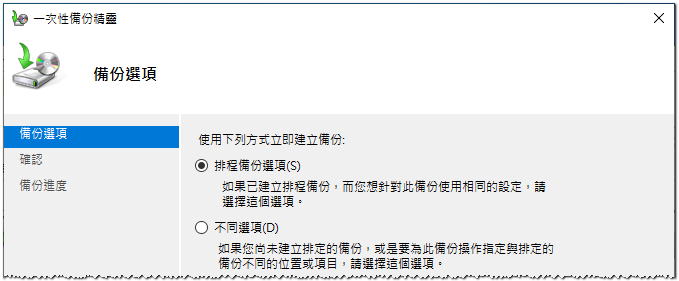 一次性備份精靈
備份選項
備份選項
確認
備份進度
使用下列方式立即建立備份:
排程備份選項(S)
如果已建立排程備份，而您想針對此備份使用相同的設定，請
選擇這個選項。
不同選項(D)
如果您尚未建立排定的備份，或是要為此備份操作指定與排定的
備份不同的位置或項目，請選擇這個選項。